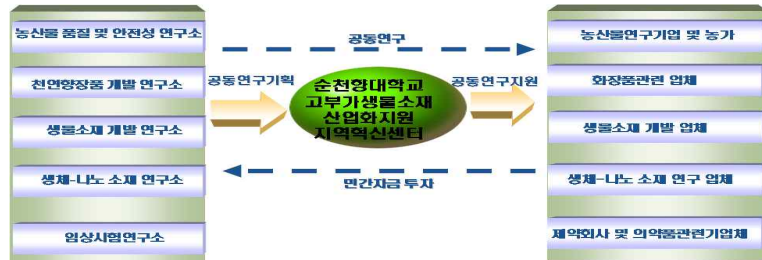 농산물 품질 및 안전성 연구소
천연향장품 개발 연구소
생물소재 개발 연구소
생체-나노 소재 연구소
임상시험연구소
공동연구
공동연구기획
순천향대학교
고부가생물소재
산업화지원
지역혁신센터
공동연구지원
민간자금 투자
농산물연구기업 및 농가
화장품관련 업체
생물소재 개발 업체
생체-나노 소재 연구 업체
제약회사 및 의약품관련기업체